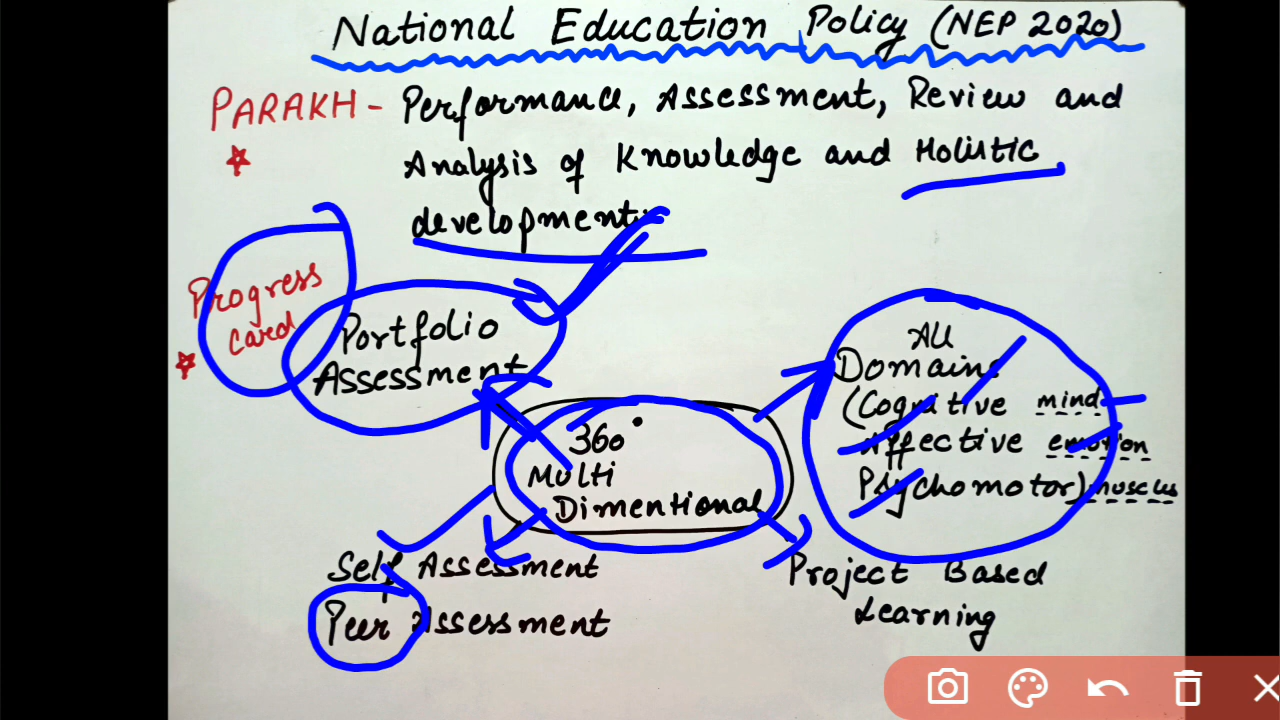 National Education Policy (NEP 2020)
PARAKH - Performance, Assessment, Review and
Analysis of Knowledge and Holistic
development
Progress
card
Portfolio
Assessment
All
Domains
(Cognitive mind
Affective emotion
Psychomotor) muscles
360°
Multi
Dimentional
Self Assessment
Peer Assessment
Project Based
Learning